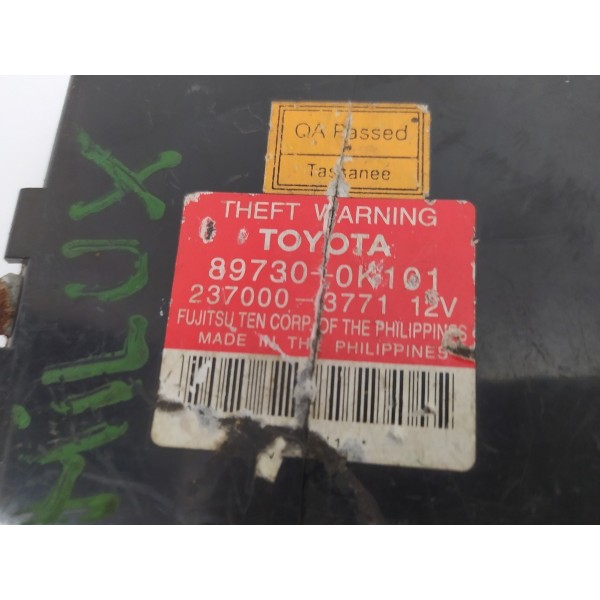 QA Passed
Tassanee
THEFT WARNING
TOYOTA
89730-0K101
237000-3771 12V
FUJITSU TEN CORP. OF THE PHILIPPINES
MADE IN THE PHILIPPINES
HiLUX